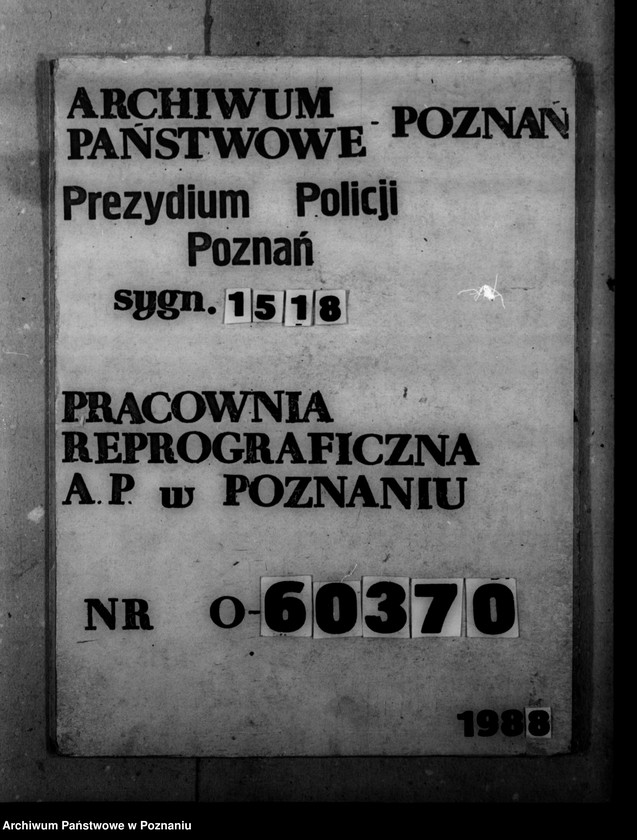 ARCHIWUM
PAŃSTWOWE - POZNAŃ
Prezydium Policji
Poznań
sygn. 1518
PRACOWNIA
REPROGRAFICZNA
A.P. w POZNANIU
NR O-60370
1988
Archiwum Państwowe w Poznaniu